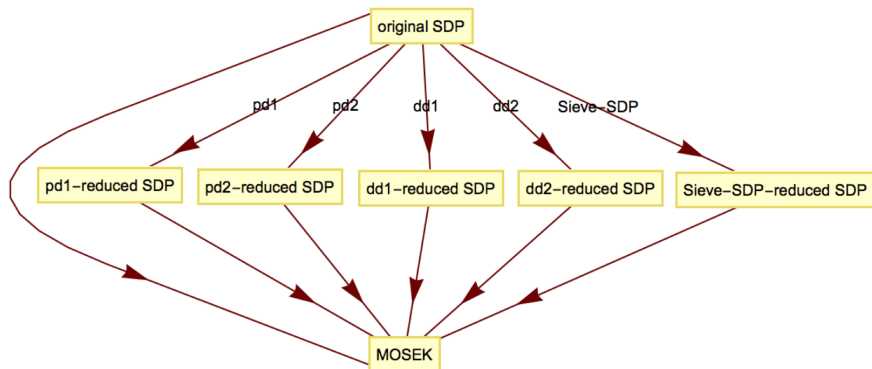 original SDP
pd1
pd2
dd1
dd2
Sieve−SDP
pd1−reduced SDP
pd2−reduced SDP
dd1−reduced SDP
dd2−reduced SDP
Sieve−SDP−reduced SDP
MOSEK